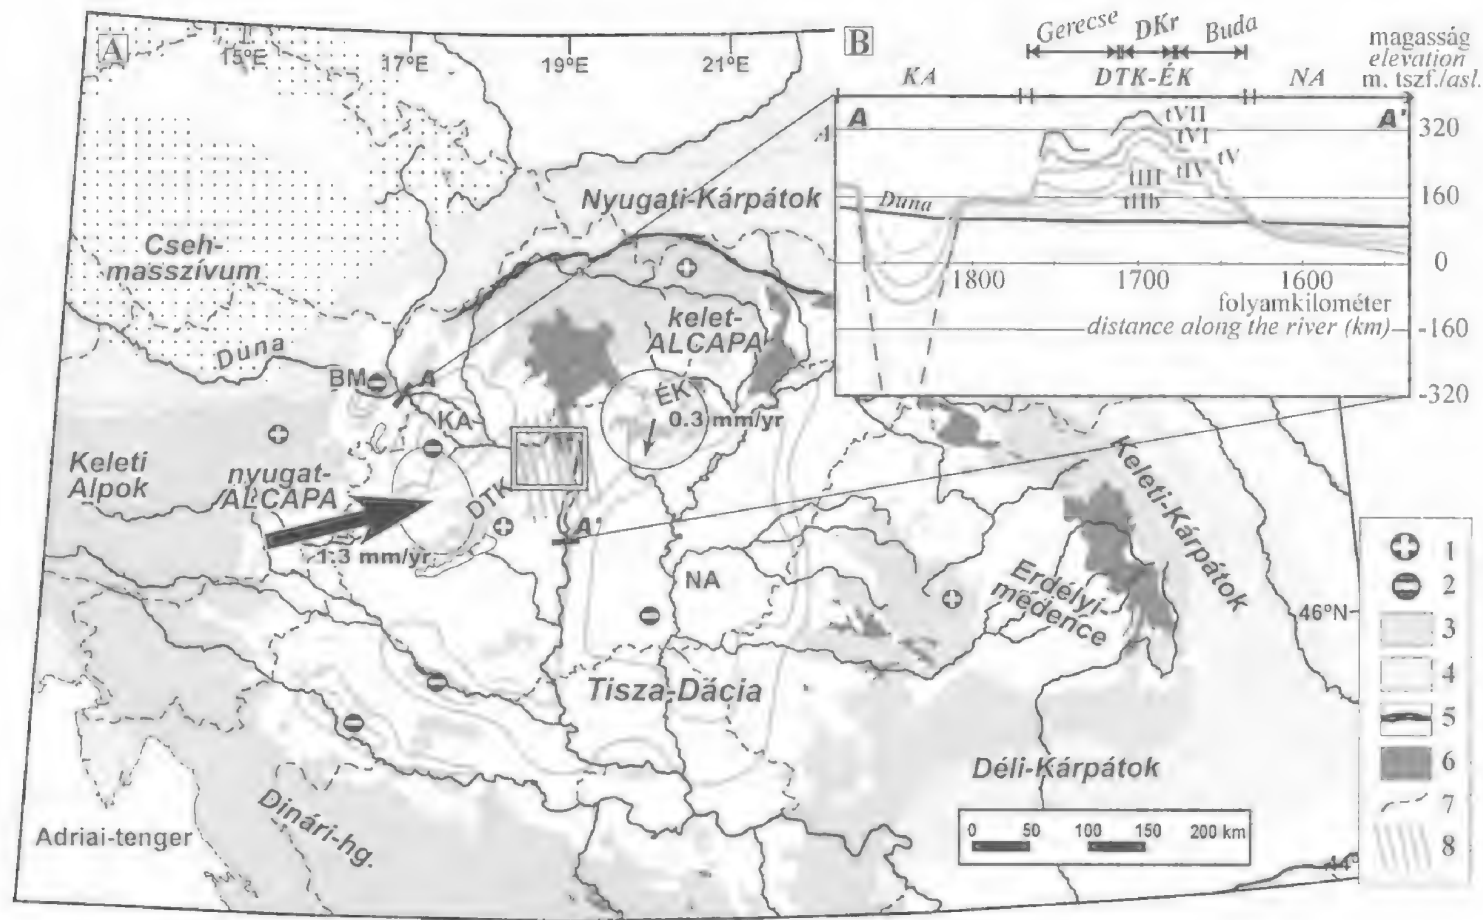 A
15°E
17°E
19°E
21°E
Nyugati-Kárpátok
Cseh-
masszívum
Duna
kelet-
ALCAPA
BM
A
KA
ÉK
0.3 mm/yr
Keleti
Alpok
nyugat-
ALCAPA
DTK
1.3 mm/yr
A'
NA
Keleti-Kárpátok
Erdélyi-
medence
46°N
Tisza-Dácia
Déli-Kárpátok
Dinári-hg.
Adriai-tenger
0 50 100 150 200 km
44°
B
Gerecse DKr Buda
KA DTK-ÉK NA
magasság
elevation
m. tszf./asl.
A A'
tVII
tVI
tV
tIV
tIII
tIIb
Duna
320
160
0
-160
-320
1800 1700 1600
folyamkilométer
distance along the river (km)
1
2
3
4
5
6
7
8